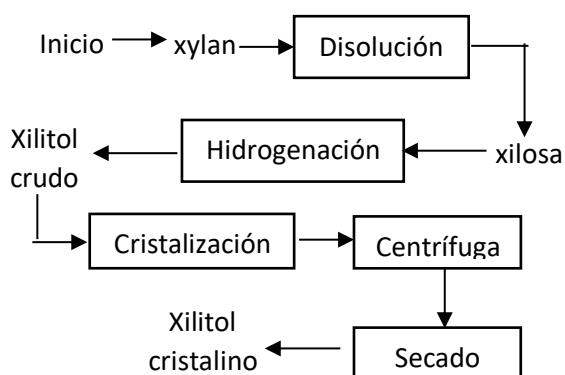 Inicio
xylan
Disolución
xilosa
Hidrogenación
Xilitol
crudo
Cristalización
Centrífuga
Secado
Xilitol
cristalino